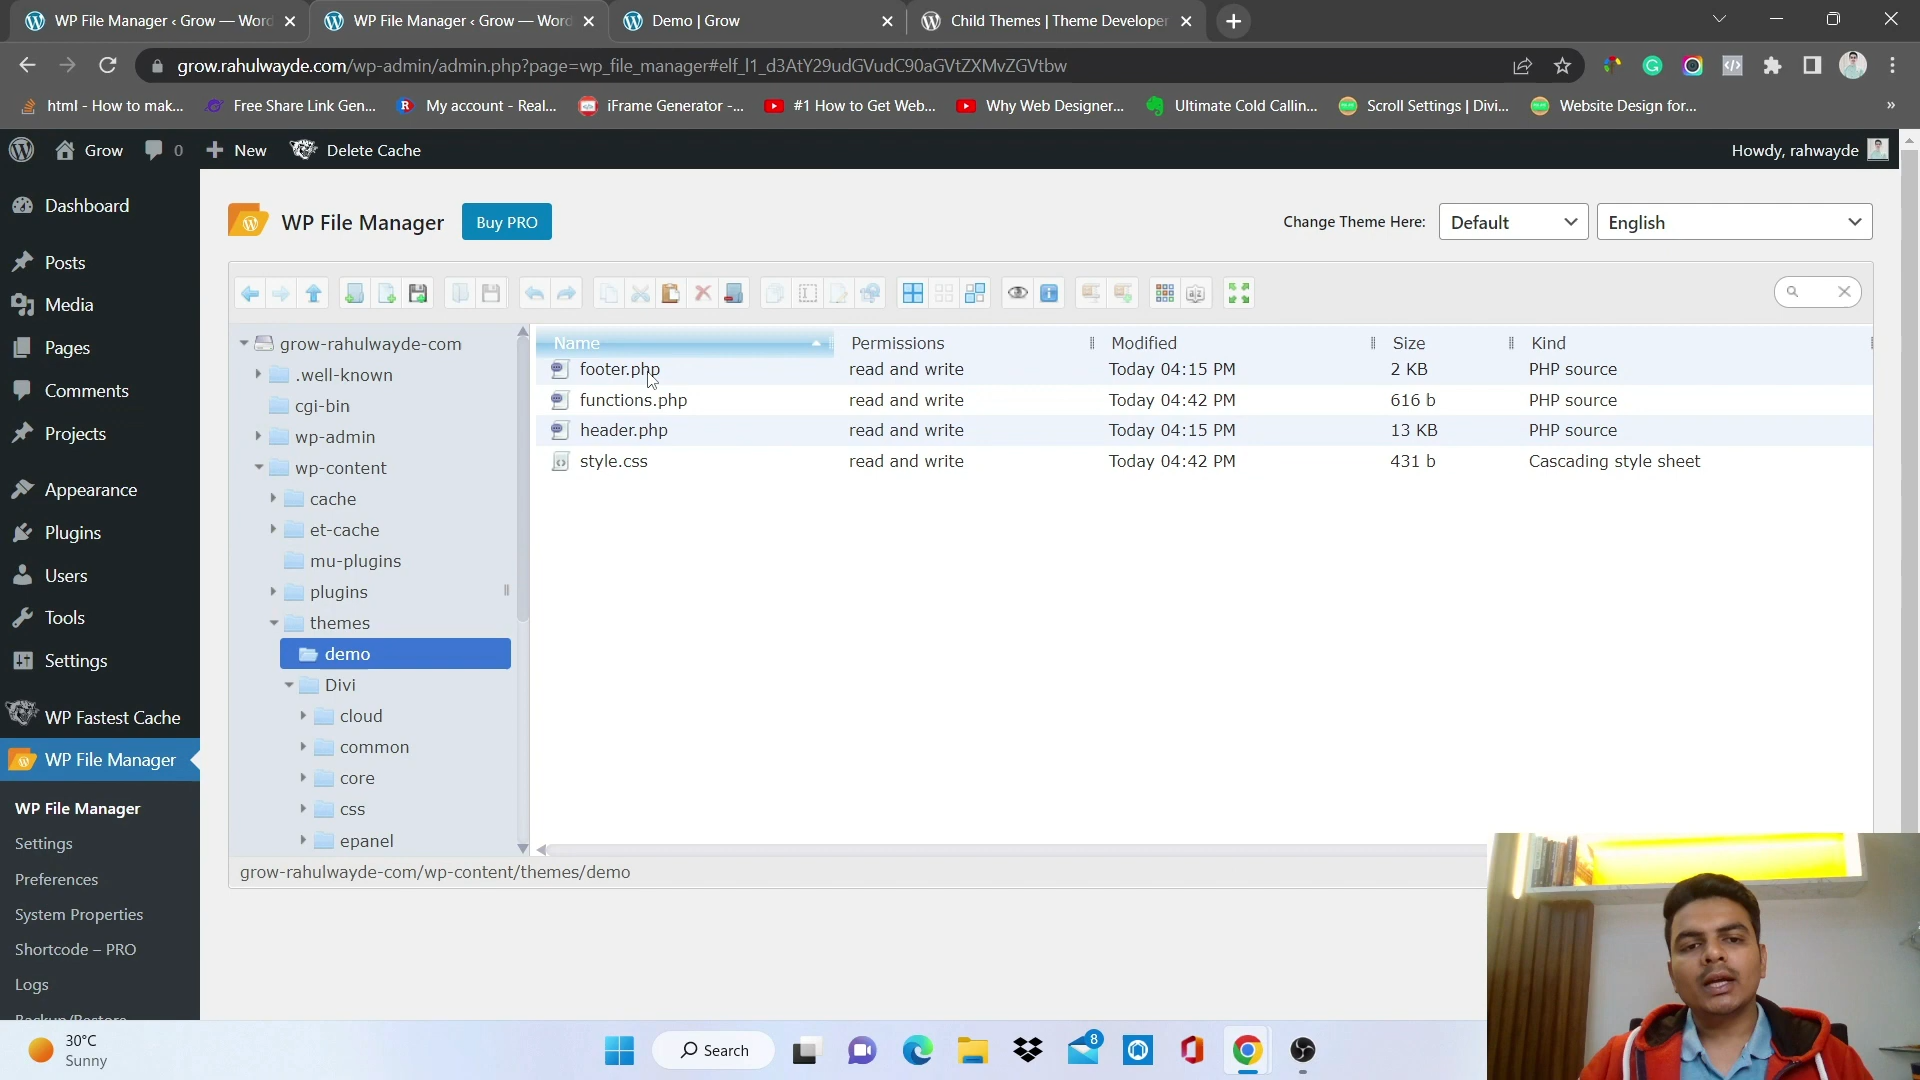 WP File Manager ‹ Grow — Word
WP File Manager ‹ Grow — Word
Demo | Grow
Child Themes | Theme Developer
grow.rahulwayde.com/wp-admin/admin.php?page=wp_file_manager#elf_l1_d3AtY29udGVudC90aGVtZXMvZGVtbw
html - How to mak...
Free Share Link Gen...
My account - Real...
iFrame Generator -...
#1 How to Get Web...
Why Web Designer...
Ultimate Cold Callin...
Scroll Settings | Divi...
Website Design for...
»
Grow
0
New
Delete Cache
Howdy, rahwayde
Dashboard
Posts
Media
Pages
Comments
Projects
Appearance
Plugins
Users
Tools
Settings
WP Fastest Cache
WP File Manager
WP File Manager
Settings
Preferences
System Properties
Shortcode – PRO
Logs
Backup/Restore
WP File Manager
Buy PRO
Change Theme Here:
Default
English
grow-rahulwayde-com
.well-known
cgi-bin
wp-admin
wp-content
cache
et-cache
mu-plugins
plugins
themes
demo
Divi
cloud
common
core
css
epanel
Name Permissions Modified Size Kind
footer.php read and write Today 04:15 PM 2 KB PHP source
functions.php read and write Today 04:42 PM 616 b PHP source
header.php read and write Today 04:15 PM 13 KB PHP source
style.css read and write Today 04:42 PM 431 b Cascading style sheet
grow-rahulwayde-com/wp-content/themes/demo
30°C
Sunny
Search
8